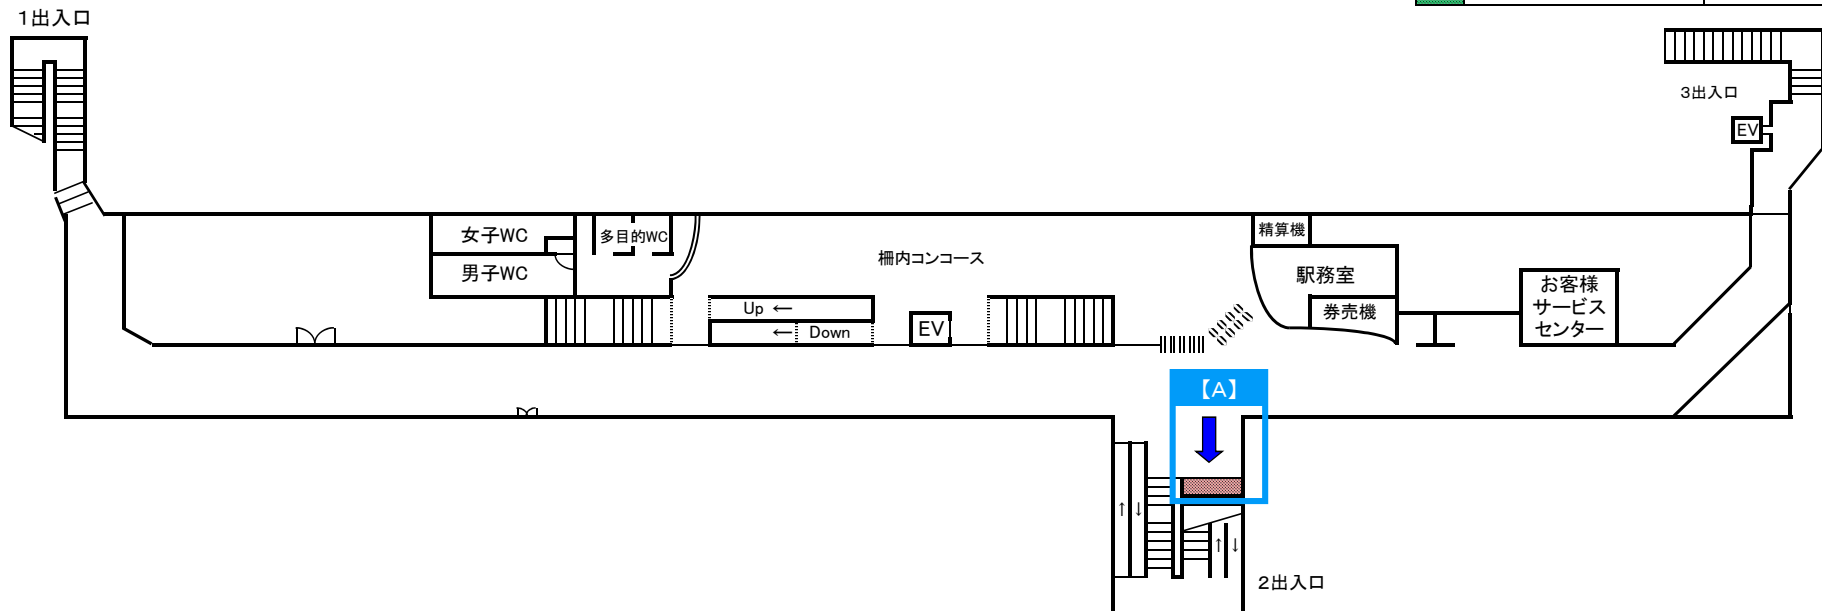 1出入口
3出入口
EV
女子WC
多目的WC
精算機
柵内コンコース
男子WC
駅務室
お客様
サービス
センター
Up ←
券売機
← Down
EV
【A】
↑ ↓
↑ ↓
2出入口